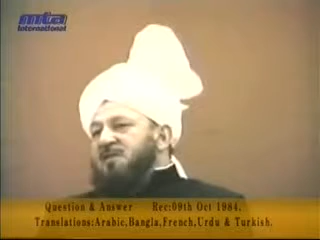 mta
International
Question & Answer Rec:09th Oct 1984.
Translations:Arabic,Bangla,French,Urdu & Turkish.